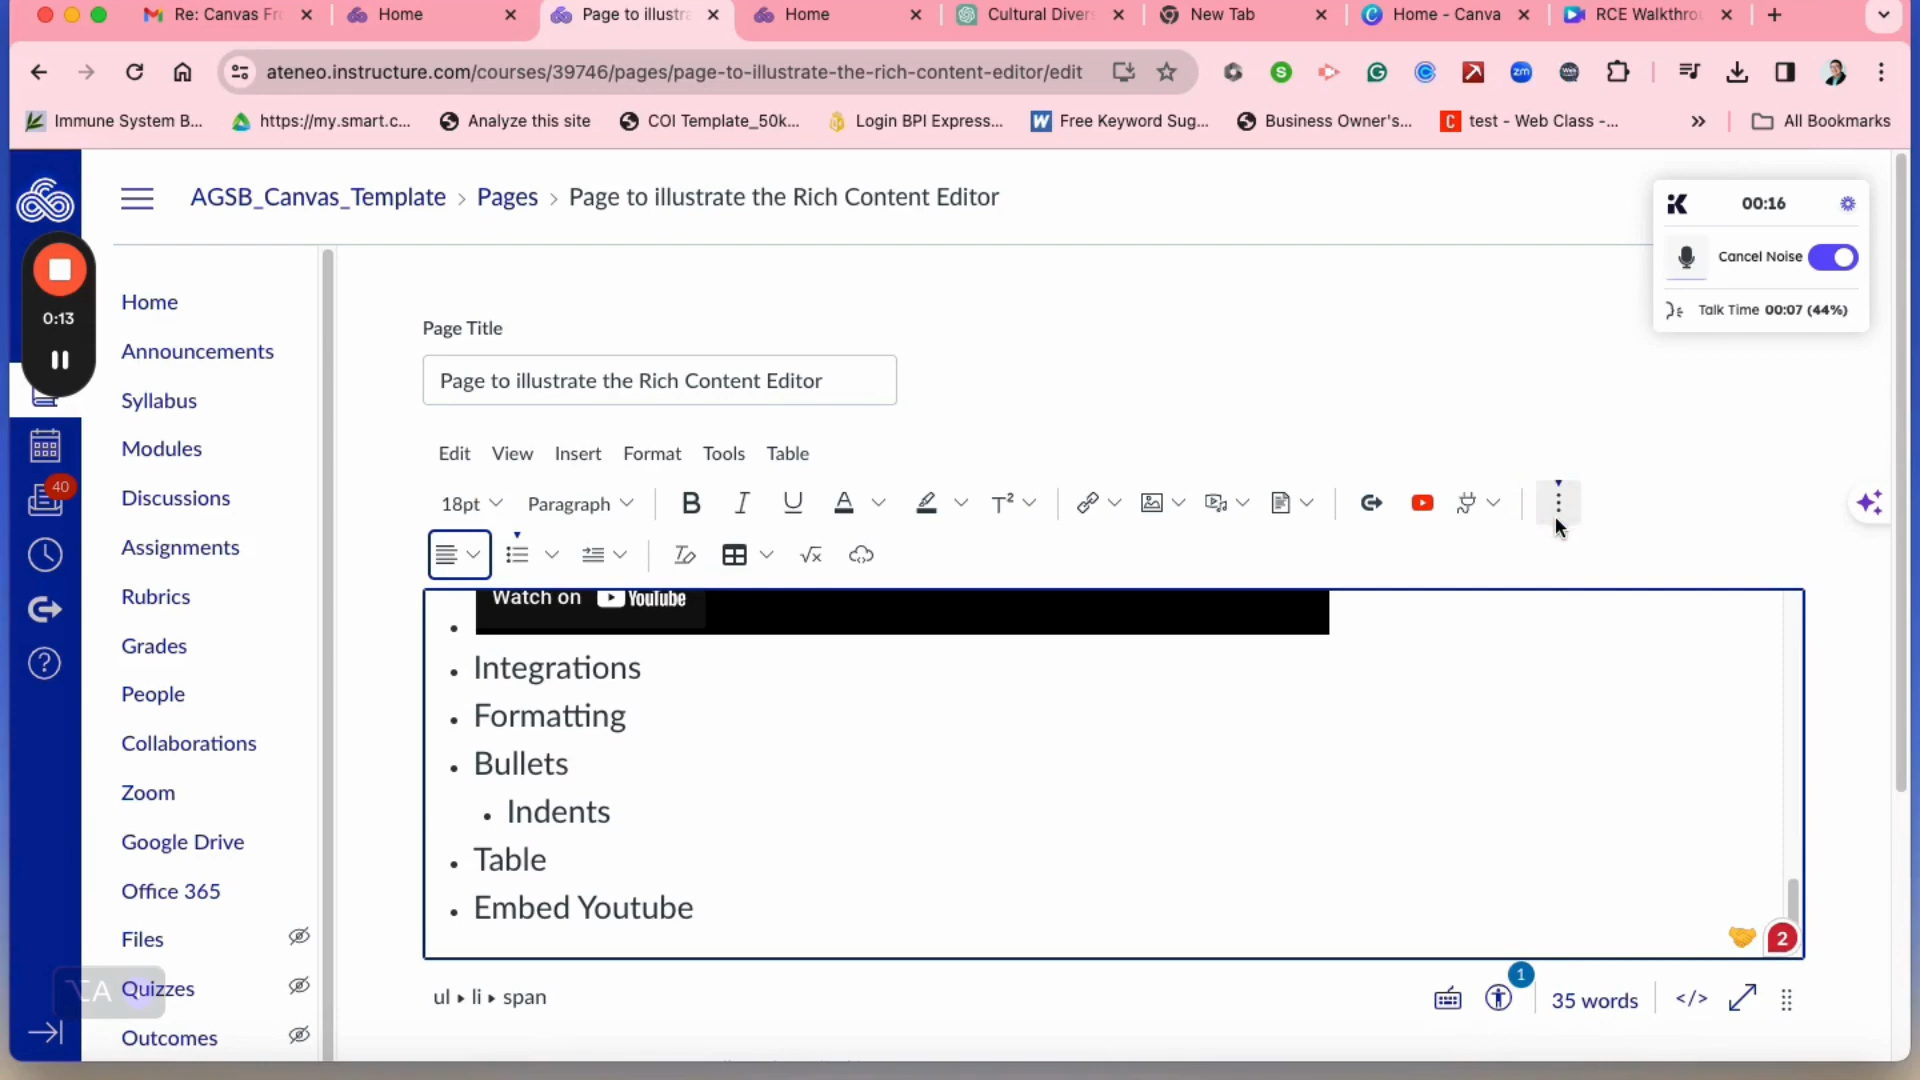 Re: Canvas Fr
Home
Page to illustra
Home
Cultural Divers
New Tab
Home - Canva
RCE Walkthro
ateneo.instructure.com/courses/39746/pages/page-to-illustrate-the-rich-content-editor/edit
Immune System B...
https://my.smart.c...
Analyze this site
COI Template_50k...
Login BPI Express...
Free Keyword Sug...
Business Owner's...
test - Web Class -...
All Bookmarks
AGSB_Canvas_Template > Pages > Page to illustrate the Rich Content Editor
00:16
Cancel Noise
Talk Time 00:07 (44%)
0:13
40
Home
Announcements
Syllabus
Modules
Discussions
Assignments
Rubrics
Grades
People
Collaborations
Zoom
Google Drive
Office 365
Files
Quizzes
Outcomes
⌥A
Page Title
Page to illustrate the Rich Content Editor
Edit View Insert Format Tools Table
18pt Paragraph
Watch on YouTube
• Integrations
• Formatting
• Bullets
• Indents
• Table
• Embed Youtube
2
1
ul ▸ li ▸ span
35 words
</>